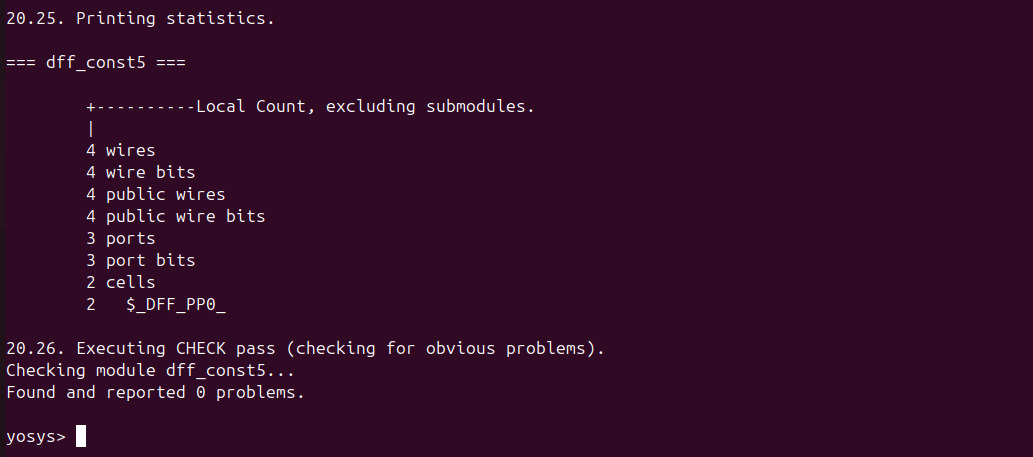 20.25. Printing statistics.
=== dff_const5 ===
+----------Local Count, excluding submodules.
|
4 wires
4 wire bits
4 public wires
4 public wire bits
3 ports
3 port bits
2 cells
2   $_DFF_PP0_
20.26. Executing CHECK pass (checking for obvious problems).
Checking module dff_const5...
Found and reported 0 problems.
yosys>